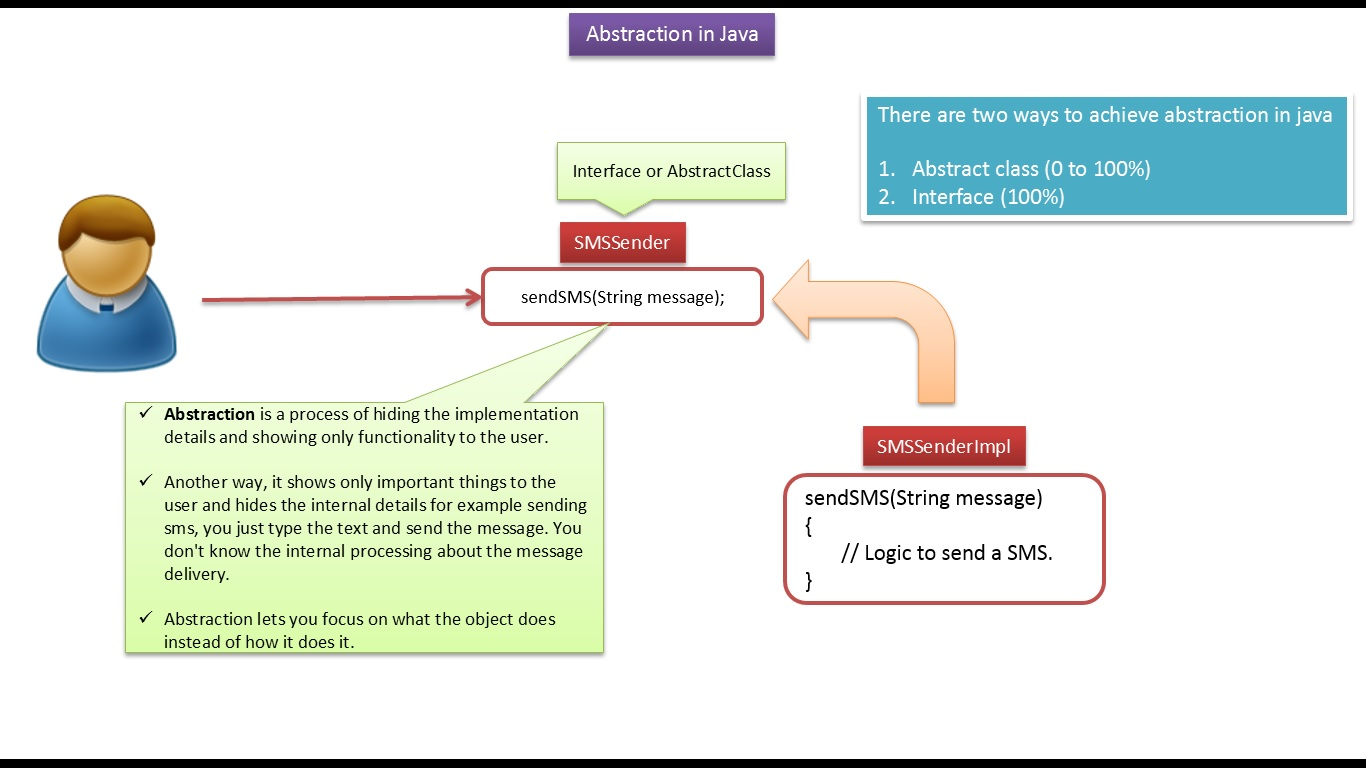 Abstraction in Java
There are two ways to achieve abstraction in java
1. Abstract class (0 to 100%)
2. Interface (100%)
Interface or AbstractClass
SMSSender
sendSMS(String message);
✓ Abstraction is a process of hiding the implementation
details and showing only functionality to the user.
✓ Another way, it shows only important things to the
user and hides the internal details for example sending
sms, you just type the text and send the message. You
don't know the internal processing about the message
delivery.
✓ Abstraction lets you focus on what the object does
instead of how it does it.
SMSSenderImpl
sendSMS(String message)
{
// Logic to send a SMS.
}